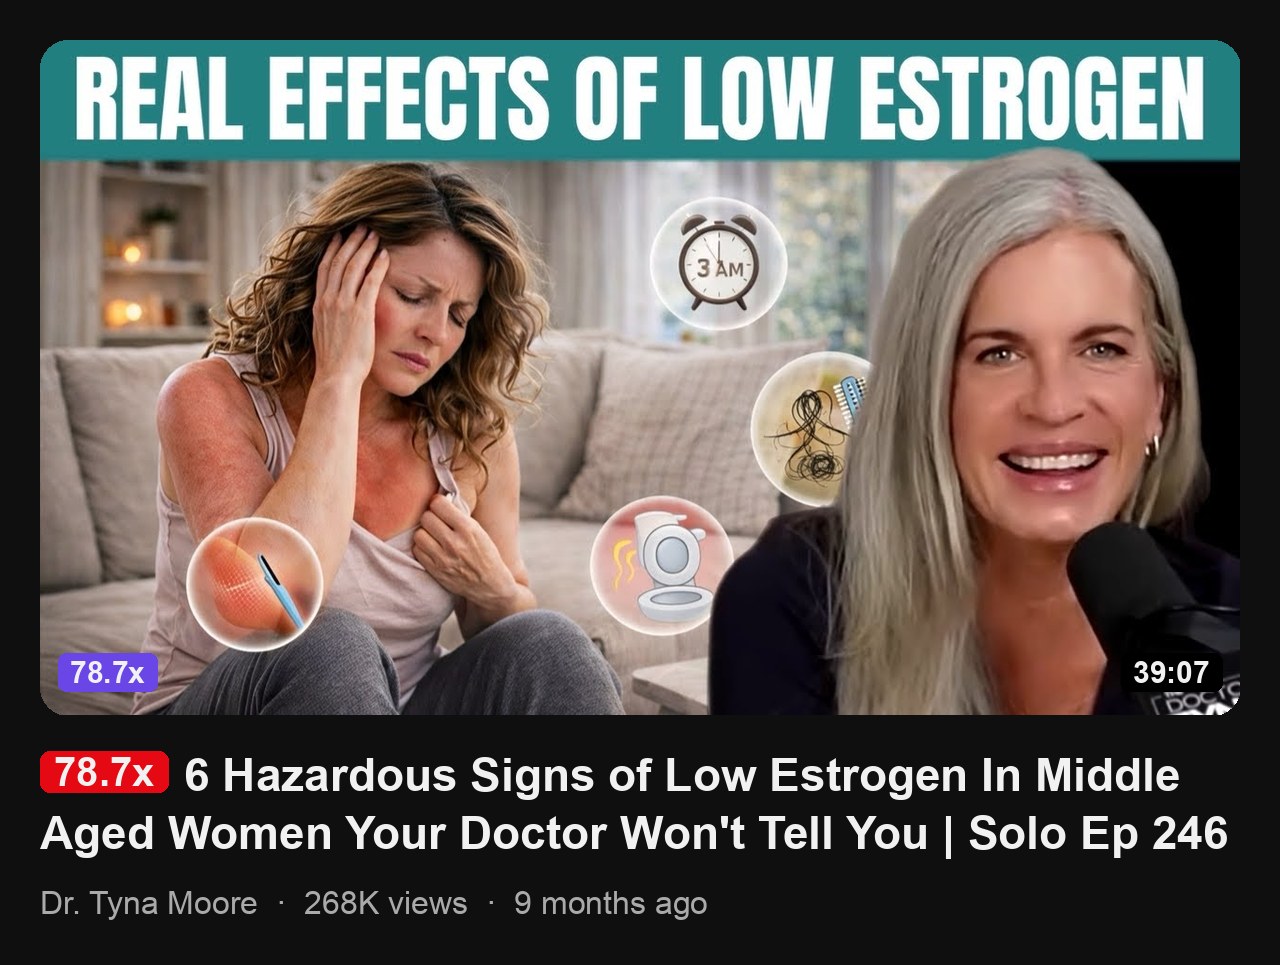 REAL EFFECTS OF LOW ESTROGEN
3 AM
78.7x
39:07
DOCTOR
78.7x 6 Hazardous Signs of Low Estrogen In Middle
Aged Women Your Doctor Won't Tell You | Solo Ep 246
Dr. Tyna Moore · 268K views · 9 months ago